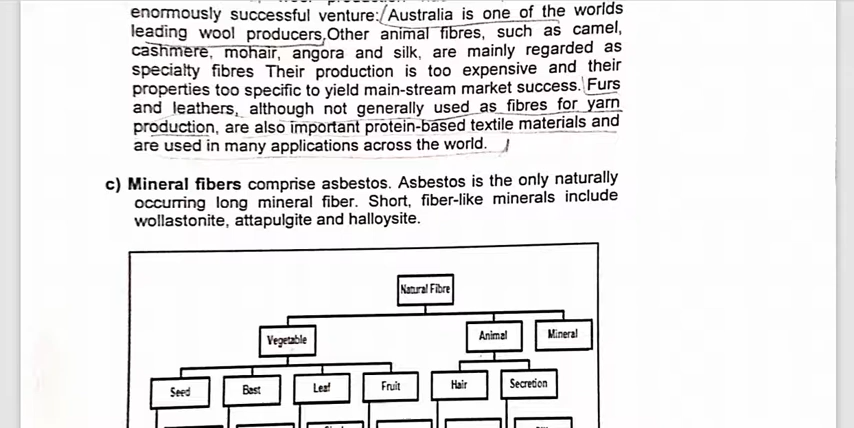 enormously successful venture: Australia is one of the worlds
leading wool producers, Other animal fibres, such as camel,
cashmere, mohair, angora and silk, are mainly regarded as
specialty fibres Their production is too expensive and their
properties too specific to yield main-stream market success. Furs
and leathers, although not generally used as fibres for yarn
production, are also important protein-based textile materials and
are used in many applications across the world.
c) Mineral fibers comprise asbestos. Asbestos is the only naturally
occurring long mineral fiber. Short, fiber-like minerals include
wollastonite, attapulgite and halloysite.
Natural Fibre
Vegetable Animal Mineral
Seed Bast Leaf Fruit Hair Secretion